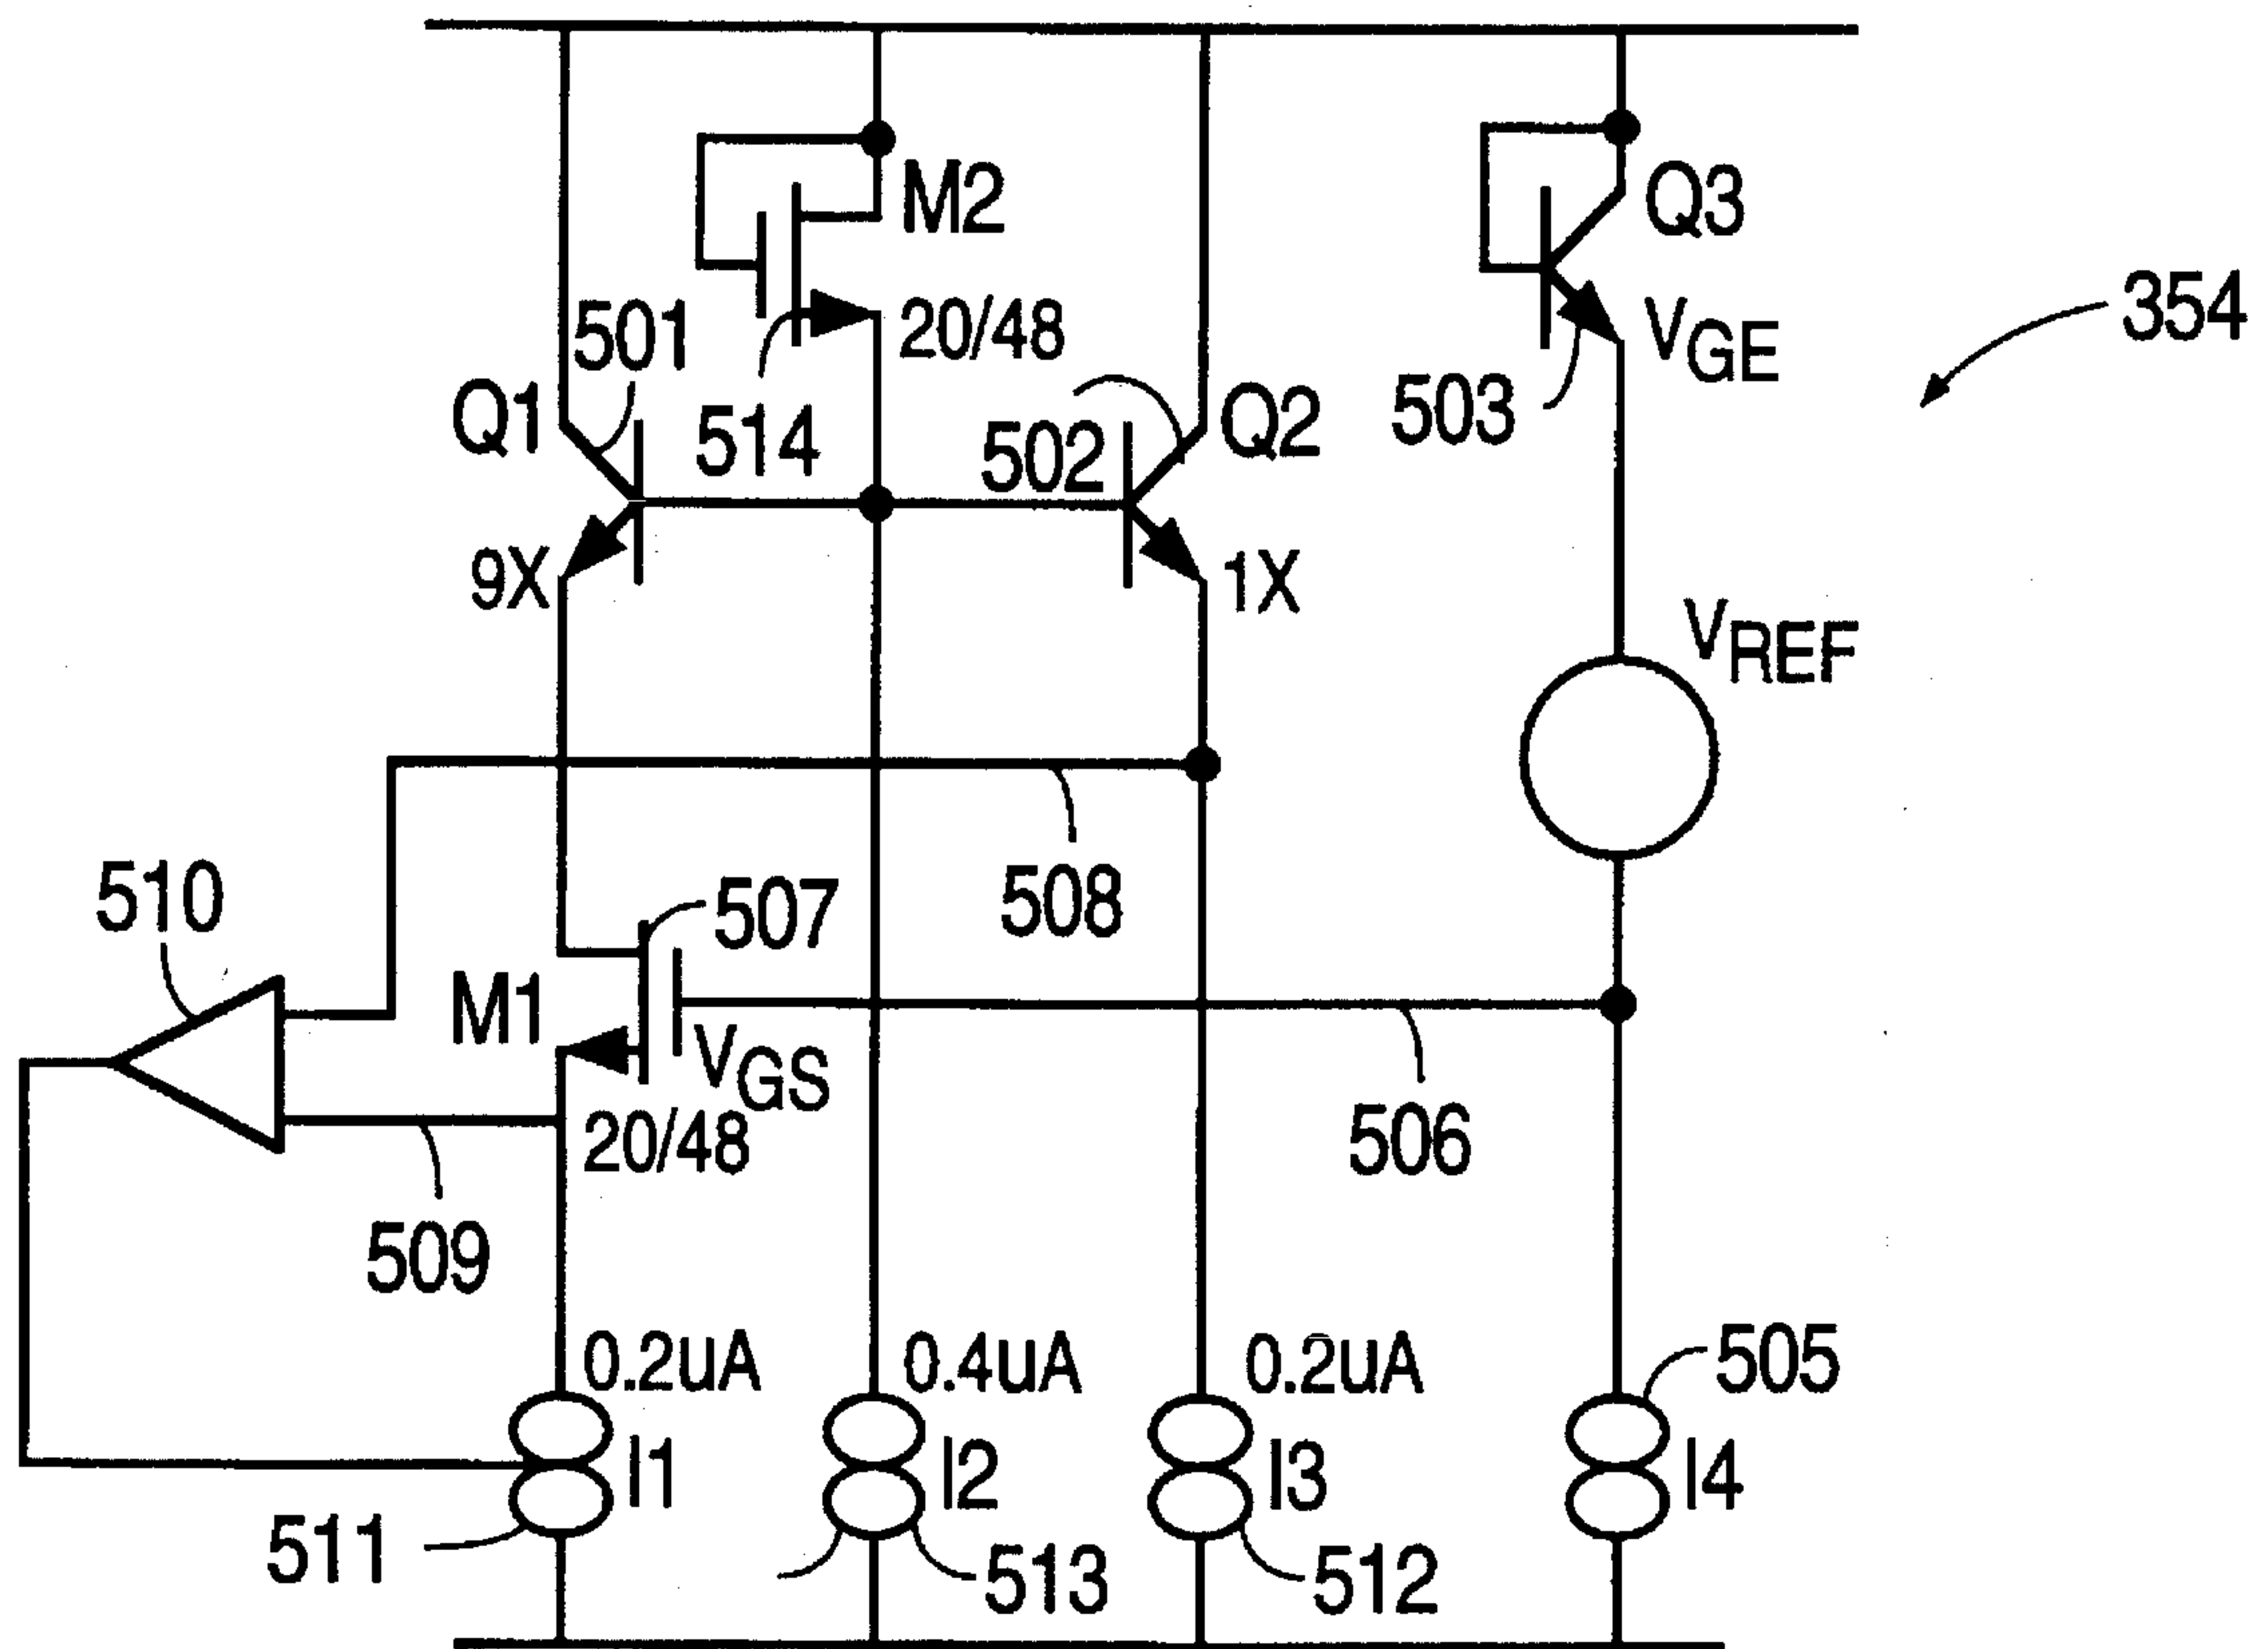 M2
Q3
354
501
20/48
V_GE
503
Q1
514
502
Q2
9X
1X
V_REF
510
507
508
M1
V_GS
20/48
506
509
0.2uA
0.4uA
0.2uA
505
I1
I2
I3
I4
511
513
512